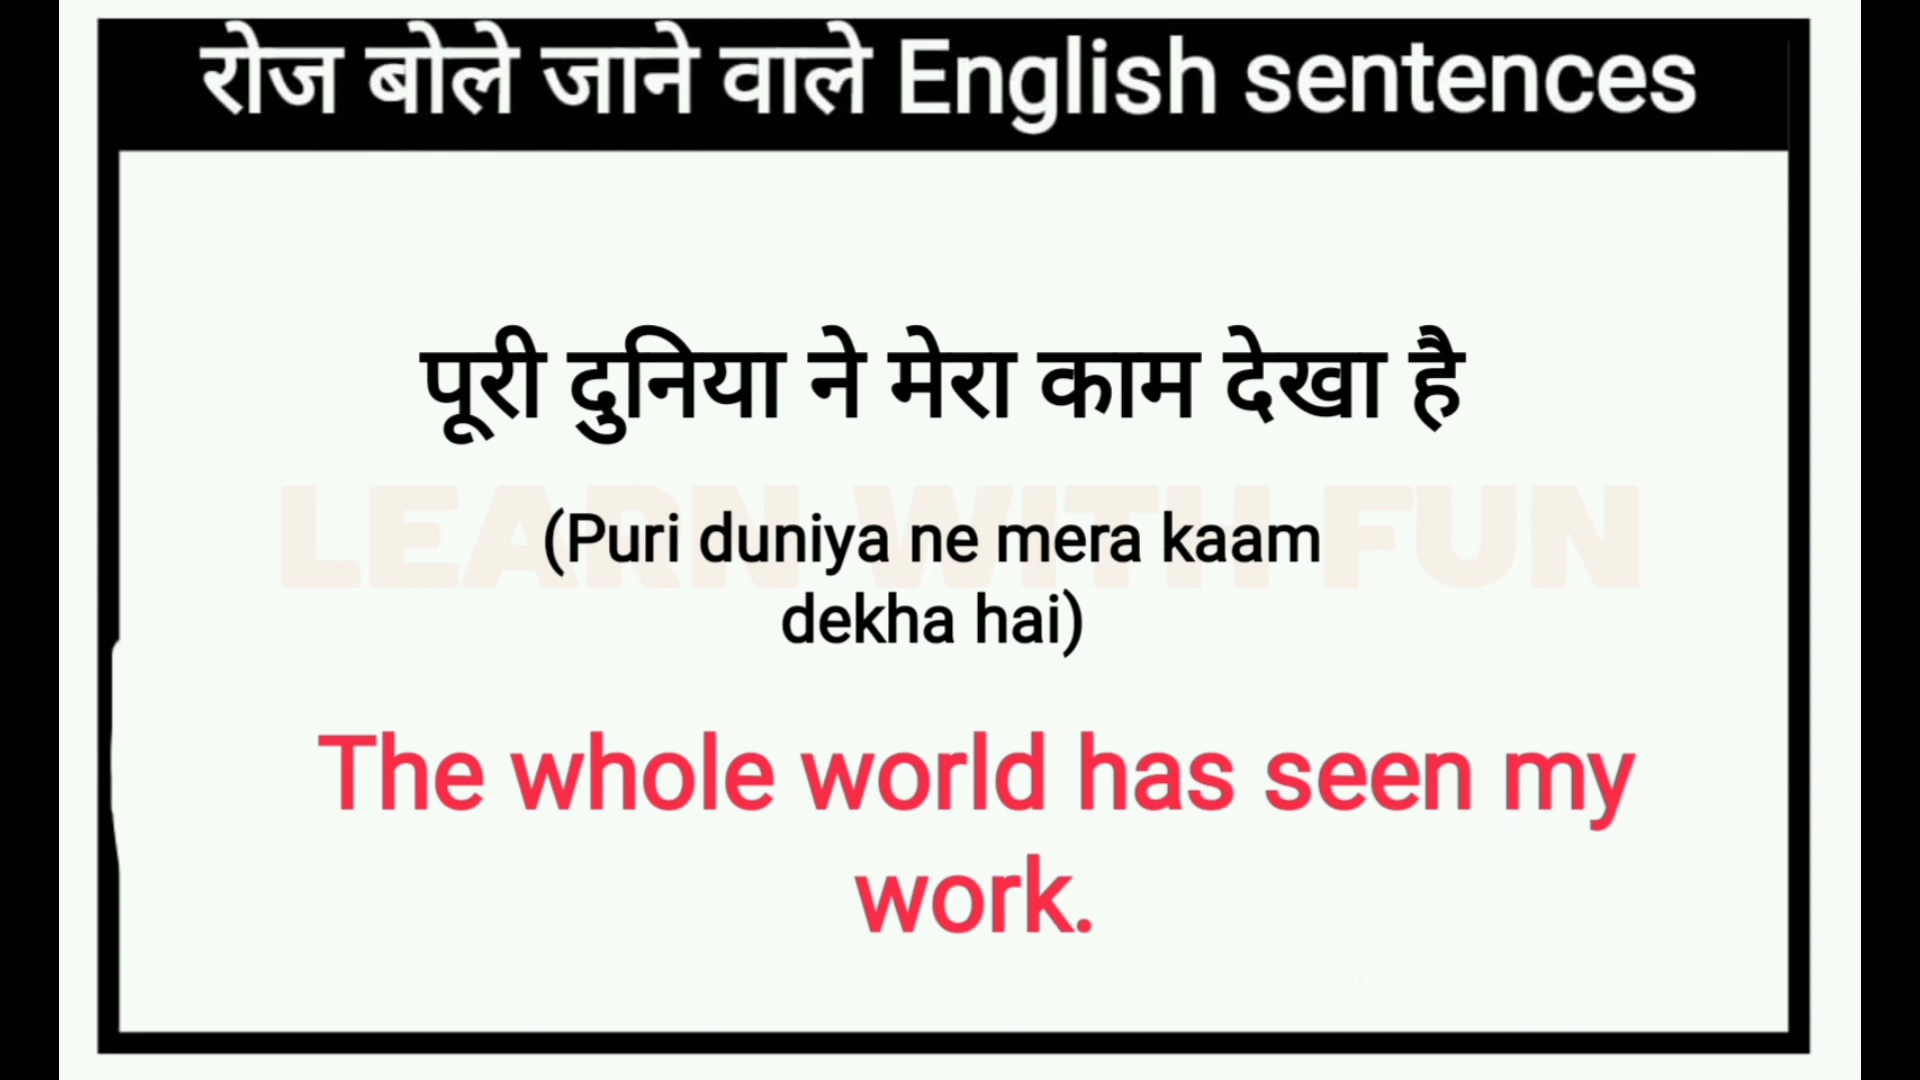 रोज बोले जाने वाले English sentences
पूरी दुनिया ने मेरा काम देखा है
LEARN WITH FUN
(Puri duniya ne mera kaam
dekha hai)
The whole world has seen my
work.